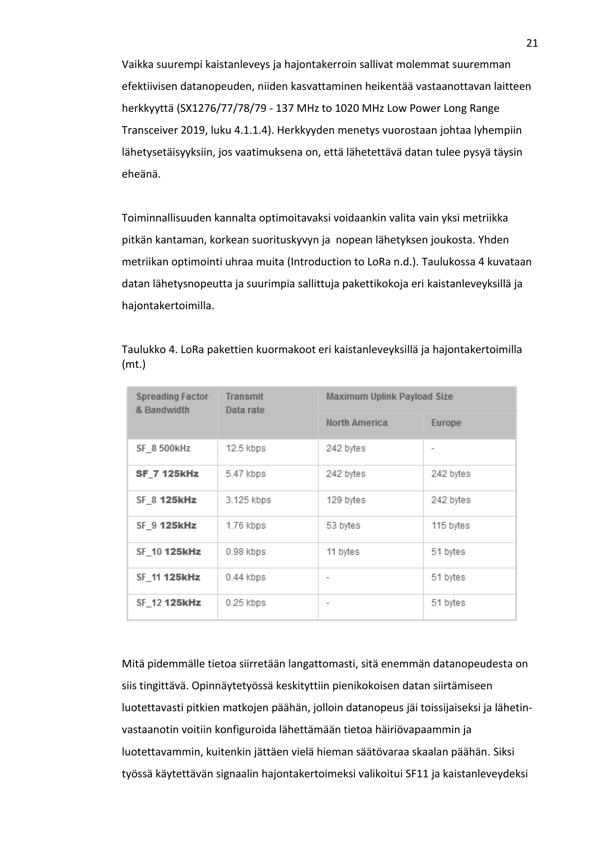 21
Vaikka suurempi kaistanleveys ja hajontakerroin sallivat molemmat suuremman
efektiivisen datanopeuden, niiden kasvattaminen heikentää vastaanottavan laitteen
herkkyyttä (SX1276/77/78/79 - 137 MHz to 1020 MHz Low Power Long Range
Transceiver 2019, luku 4.1.1.4). Herkkyyden menetys vuorostaan johtaa lyhempiin
lähetysetäisyyksiin, jos vaatimuksena on, että lähetettävä datan tulee pysyä täysin
eheänä.
Toiminnallisuuden kannalta optimoitavaksi voidaankin valita vain yksi metriikka
pitkän kantaman, korkean suorituskyvyn ja  nopean lähetyksen joukosta. Yhden
metriikan optimointi uhraa muita (Introduction to LoRa n.d.). Taulukossa 4 kuvataan
datan lähetysnopeutta ja suurimpia sallittuja pakettikokoja eri kaistanleveyksillä ja
hajontakertoimilla.
Taulukko 4. LoRa pakettien kuormakoot eri kaistanleveyksillä ja hajontakertoimilla
(mt.)
Spreading Factor Transmit Maximum Uplink Payload Size
& Bandwidth Data rate
North America Europe
SF_8 500kHz 12.5 kbps 242 bytes -
SF_7 125kHz 5.47 kbps 242 bytes 242 bytes
SF_8 125kHz 3.125 kbps 129 bytes 242 bytes
SF_9 125kHz 1.76 kbps 53 bytes 115 bytes
SF_10 125kHz 0.98 kbps 11 bytes 51 bytes
SF_11 125kHz 0.44 kbps - 51 bytes
SF_12 125kHz 0.25 kbps - 51 bytes
Mitä pidemmälle tietoa siirretään langattomasti, sitä enemmän datanopeudesta on
siis tingittävä. Opinnäytetyössä keskityttiin pienikokoisen datan siirtämiseen
luotettavasti pitkien matkojen päähän, jolloin datanopeus jäi toissijaiseksi ja lähetin-
vastaanotin voitiin konfiguroida lähettämään tietoa häiriövapaammin ja
luotettavammin, kuitenkin jättäen vielä hieman säätövaraa skaalan päähän. Siksi
työssä käytettävän signaalin hajontakertoimeksi valikoitui SF11 ja kaistanleveydeksi